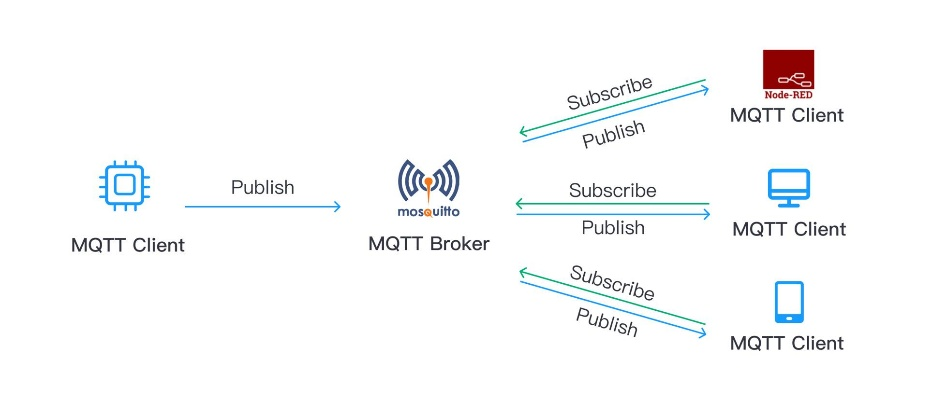 Node-RED
MQTT Client
Subscribe
Publish
Publish
mosquitto
MQTT Client
MQTT Broker
Subscribe
Publish
MQTT Client
Subscribe
Publish
MQTT Client